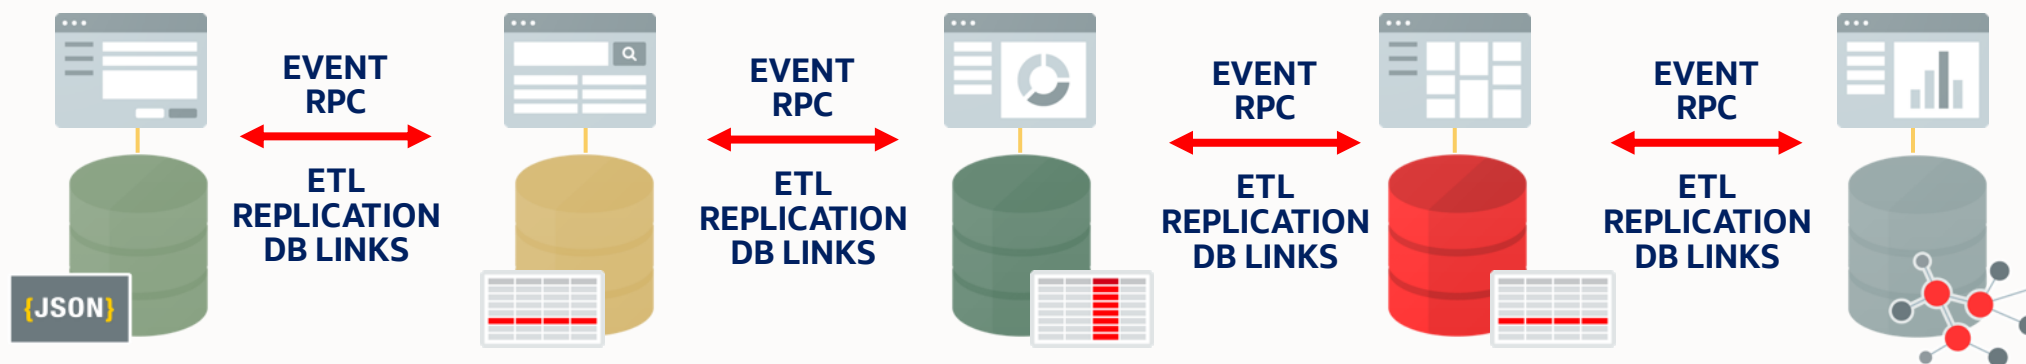 EVENT
RPC
ETL
REPLICATION
DB LINKS
{JSON}
EVENT
RPC
ETL
REPLICATION
DB LINKS
EVENT
RPC
ETL
REPLICATION
DB LINKS
EVENT
RPC
ETL
REPLICATION
DB LINKS